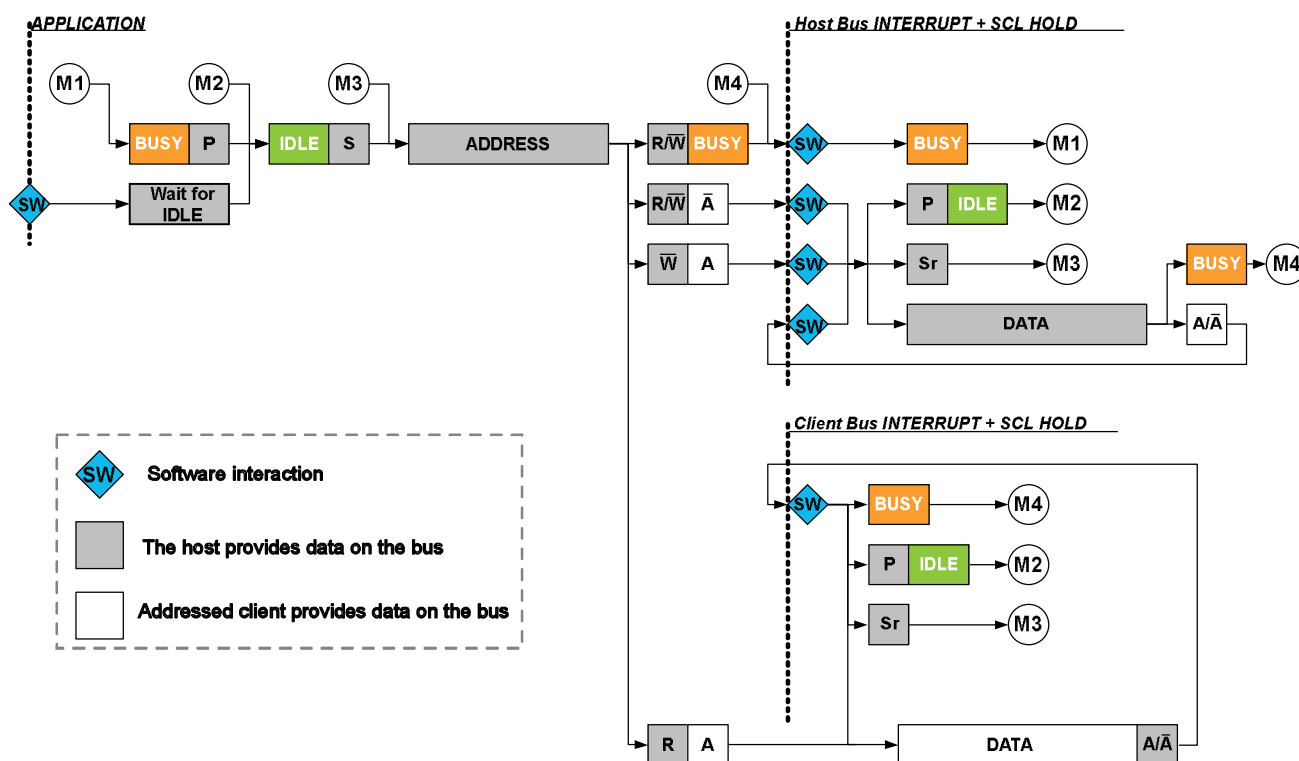 APPLICATION
Host Bus INTERRUPT + SCL HOLD
M1
M2
M3
M4
BUSY P
IDLE S
ADDRESS
R/W̅ BUSY
SW
BUSY
M1
SW
Wait for
IDLE
R/W̅ A̅
SW
P IDLE
M2
W̅ A
SW
Sr
M3
BUSY
M4
SW
DATA
A/A̅
Client Bus INTERRUPT + SCL HOLD
SW Software interaction
The host provides data on the bus
Addressed client provides data on the bus
SW
BUSY
M4
P IDLE
M2
Sr
M3
R A
DATA A/A̅